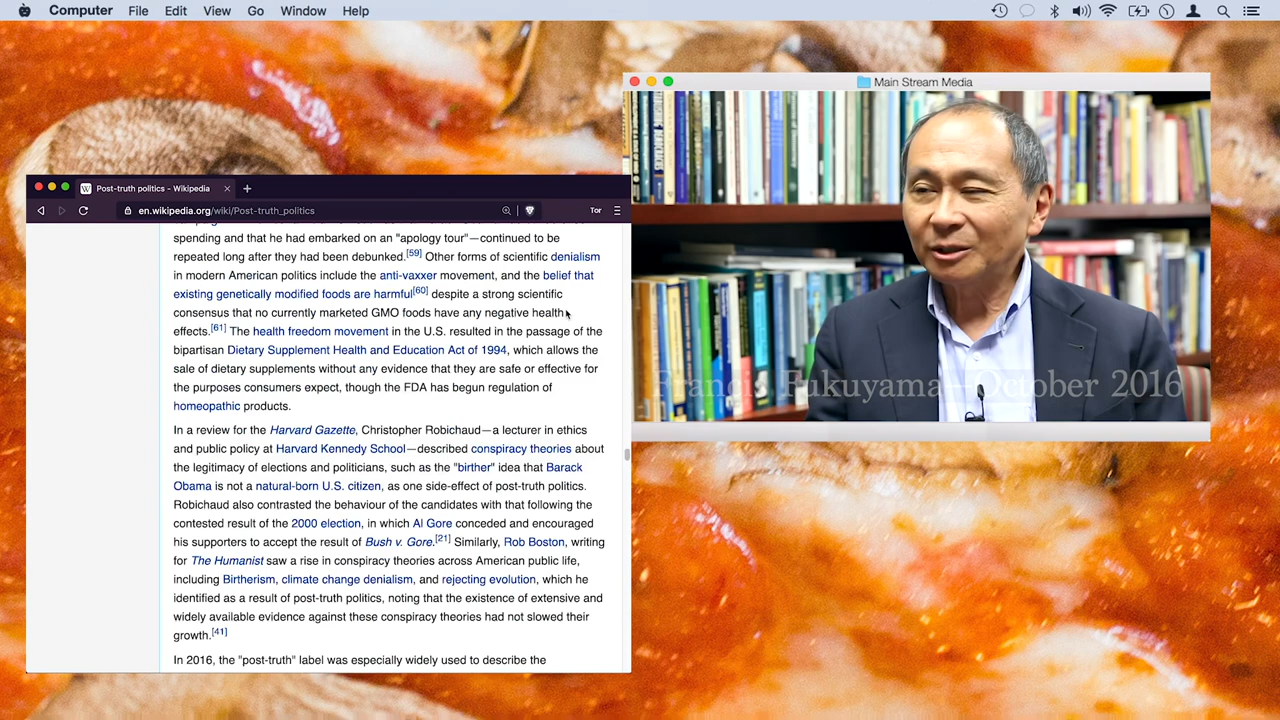 Computer File Edit View Go Window Help
Main Stream Media
Francis Fukuyama—October 2016
Post-truth politics - Wikipedia
en.wikipedia.org/wiki/Post-truth_politics
Tor
spending and that he had embarked on an "apology tour"—continued to be
repeated long after they had been debunked.[59] Other forms of scientific denialism
in modern American politics include the anti-vaxxer movement, and the belief that
existing genetically modified foods are harmful[60] despite a strong scientific
consensus that no currently marketed GMO foods have any negative health
effects.[61] The health freedom movement in the U.S. resulted in the passage of the
bipartisan Dietary Supplement Health and Education Act of 1994, which allows the
sale of dietary supplements without any evidence that they are safe or effective for
the purposes consumers expect, though the FDA has begun regulation of
homeopathic products.
In a review for the Harvard Gazette, Christopher Robichaud—a lecturer in ethics
and public policy at Harvard Kennedy School—described conspiracy theories about
the legitimacy of elections and politicians, such as the "birther" idea that Barack
Obama is not a natural-born U.S. citizen, as one side-effect of post-truth politics.
Robichaud also contrasted the behaviour of the candidates with that following the
contested result of the 2000 election, in which Al Gore conceded and encouraged
his supporters to accept the result of Bush v. Gore.[21] Similarly, Rob Boston, writing
for The Humanist saw a rise in conspiracy theories across American public life,
including Birtherism, climate change denialism, and rejecting evolution, which he
identified as a result of post-truth politics, noting that the existence of extensive and
widely available evidence against these conspiracy theories had not slowed their
growth.[41]
In 2016, the "post-truth" label was especially widely used to describe the